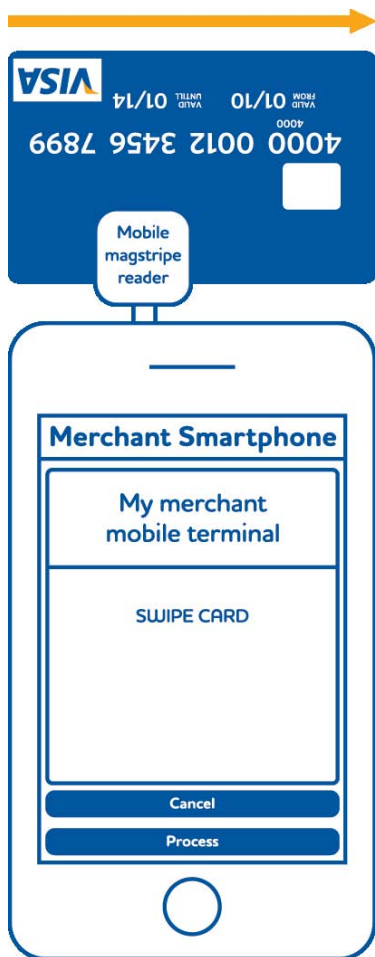 VISA
VALID FROM 01/10 VALID UNTIL 01/14
4000 0012 3456 7899
4000
Mobile
magstripe
reader
Merchant Smartphone
My merchant
mobile terminal
SWIPE CARD
Cancel
Process